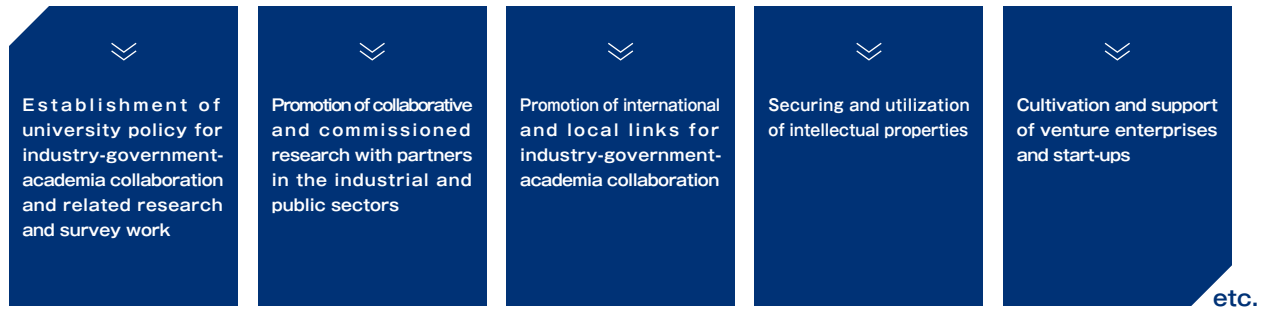 Establishment of
university policy for
industry-government-
academia collaboration
and related research
and survey work
Promotion of collaborative
and commissioned
research with partners
in the industrial and
public sectors
Promotion of international
and local links for
industry-government-
academia collaboration
Securing and utilization
of intellectual properties
Cultivation and support
of venture enterprises
and start-ups
etc.